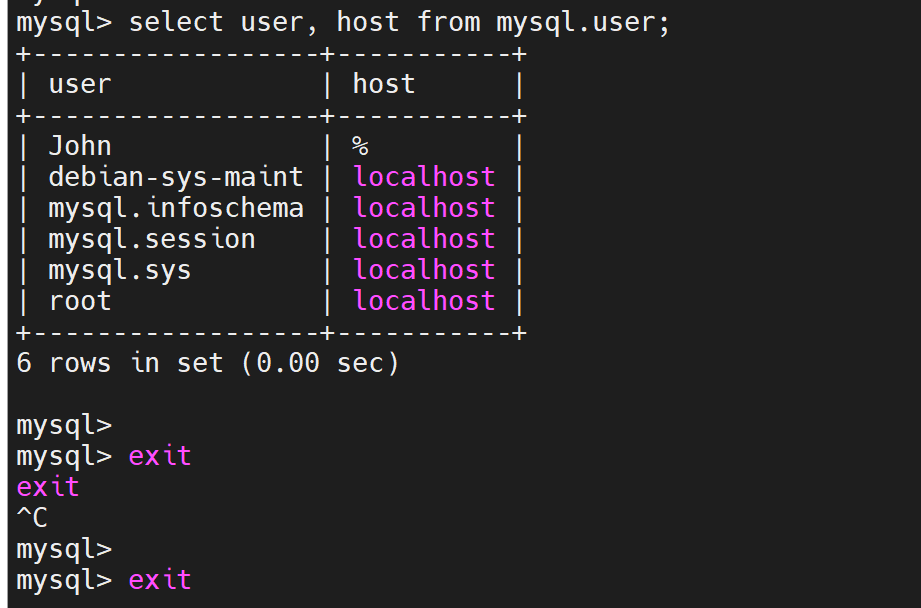 mysql> select user, host from mysql.user;
+------------------+-----------+
| user             | host      |
+------------------+-----------+
| John             | %         |
| debian-sys-maint | localhost |
| mysql.infoschema | localhost |
| mysql.session    | localhost |
| mysql.sys        | localhost |
| root             | localhost |
+------------------+-----------+
6 rows in set (0.00 sec)

mysql>
mysql> exit
exit
^C
mysql>
mysql> exit